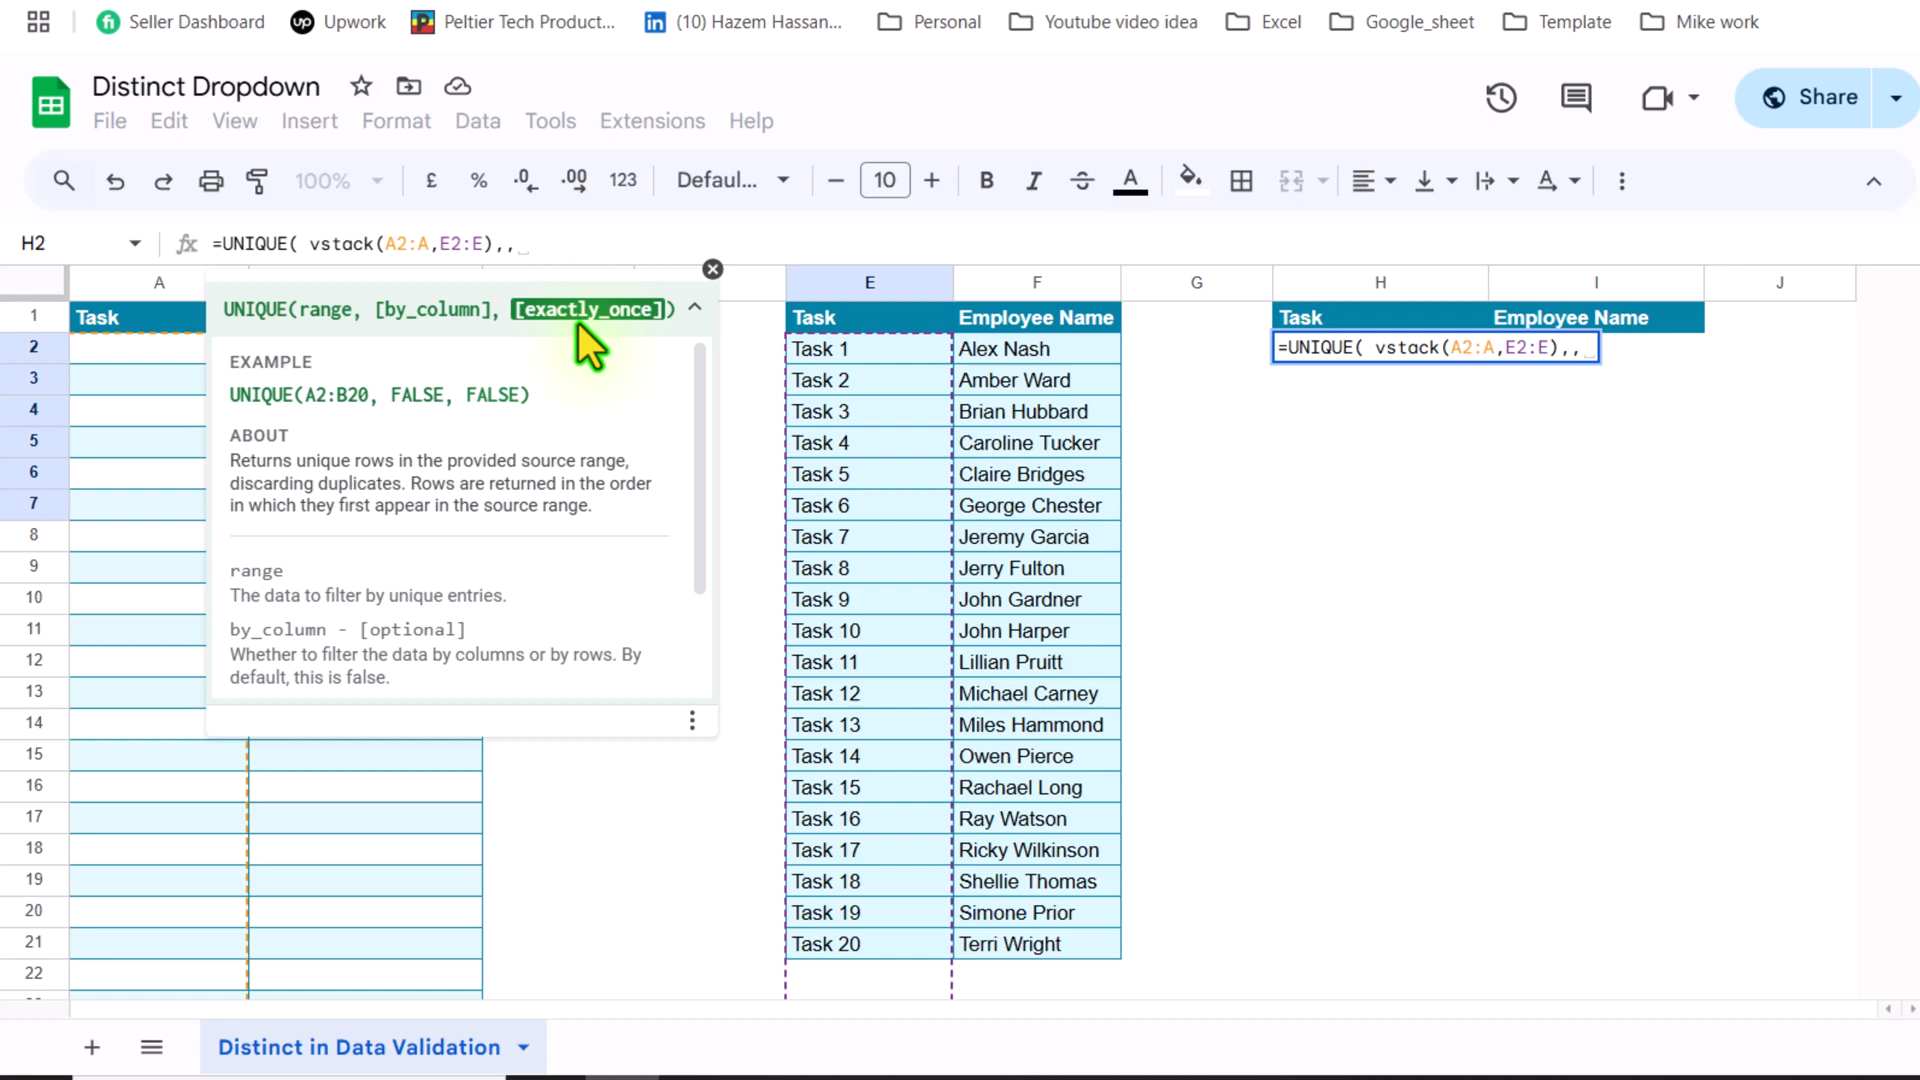 Seller Dashboard Upwork Peltier Tech Product... (10) Hazem Hassan... Personal Youtube video idea Excel Google_sheet Template Mike work
Distinct Dropdown
Share
File Edit View Insert Format Data Tools Extensions Help
100% £ % .0 .00 123 Defaul... 10 B I A
H2 fx =UNIQUE( vstack(A2:A,E2:E),,
A E F G H I J
UNIQUE(range, [by_column], [exactly_once])
EXAMPLE
UNIQUE(A2:B20, FALSE, FALSE)
ABOUT
Returns unique rows in the provided source range,
discarding duplicates. Rows are returned in the order
in which they first appear in the source range.
range
The data to filter by unique entries.
by_column - [optional]
Whether to filter the data by columns or by rows. By
default, this is false.
1 Task Task Employee Name Task Employee Name
2 Task 1 Alex Nash =UNIQUE( vstack(A2:A,E2:E),,
3 Task 2 Amber Ward
4 Task 3 Brian Hubbard
5 Task 4 Caroline Tucker
6 Task 5 Claire Bridges
7 Task 6 George Chester
8 Task 7 Jeremy Garcia
9 Task 8 Jerry Fulton
10 Task 9 John Gardner
11 Task 10 John Harper
12 Task 11 Lillian Pruitt
13 Task 12 Michael Carney
14 Task 13 Miles Hammond
15 Task 14 Owen Pierce
16 Task 15 Rachael Long
17 Task 16 Ray Watson
18 Task 17 Ricky Wilkinson
19 Task 18 Shellie Thomas
20 Task 19 Simone Prior
21 Task 20 Terri Wright
22
Distinct in Data Validation